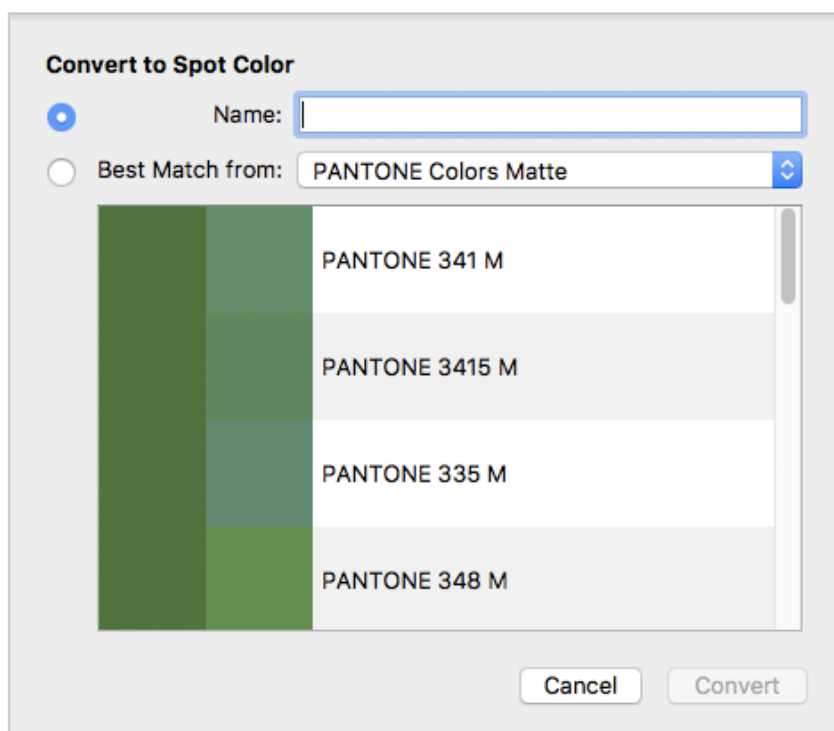 Convert to Spot Color
Name:
Best Match from: PANTONE Colors Matte
PANTONE 341 M
PANTONE 3415 M
PANTONE 335 M
PANTONE 348 M
Cancel Convert